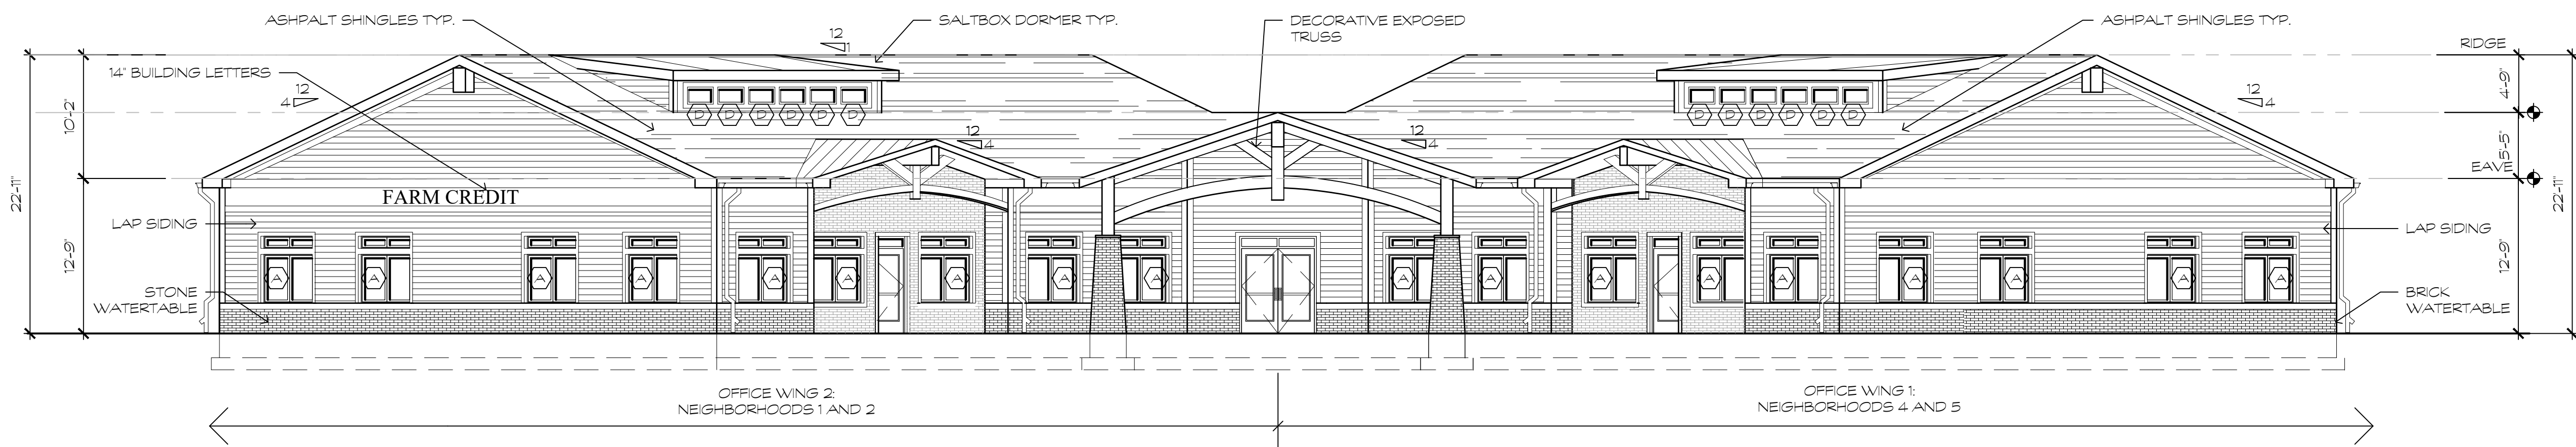 ASHPALT SHINGLES TYP.
SALTBOX DORMER TYP.
DECORATIVE EXPOSED
TRUSS
ASHPALT SHINGLES TYP.
12
1
RIDGE
14" BUILDING LETTERS
12
4
12
4
4'-9"
10'-2"
D D D D D D
D D D D D D
12
4
12
4
5'-5"
EAVE
22'-11"
22'-11"
FARM CREDIT
LAP SIDING
LAP SIDING
12'-9"
12'-9"
A A A A A A A A A A A A A A A A
STONE
WATERTABLE
BRICK
WATERTABLE
OFFICE WING 2:
NEIGHBORHOODS 1 AND 2
OFFICE WING 1:
NEIGHBORHOODS 4 AND 5